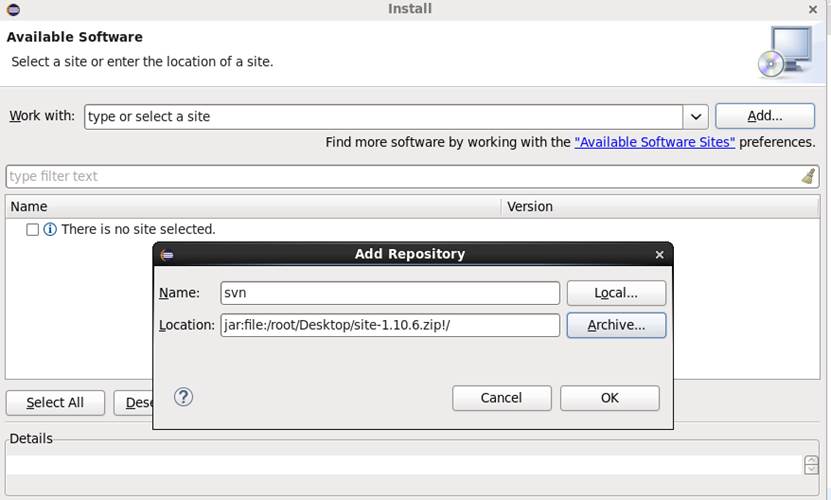 Install
Available Software
Select a site or enter the location of a site.
Work with: type or select a site Add...
Find more software by working with the "Available Software Sites" preferences.
type filter text
Name Version
There is no site selected.
Add Repository
Name: svn Local...
Location: jar:file:/root/Desktop/site-1.10.6.zip!/ Archive...
? Cancel OK
Select All Dese
Details